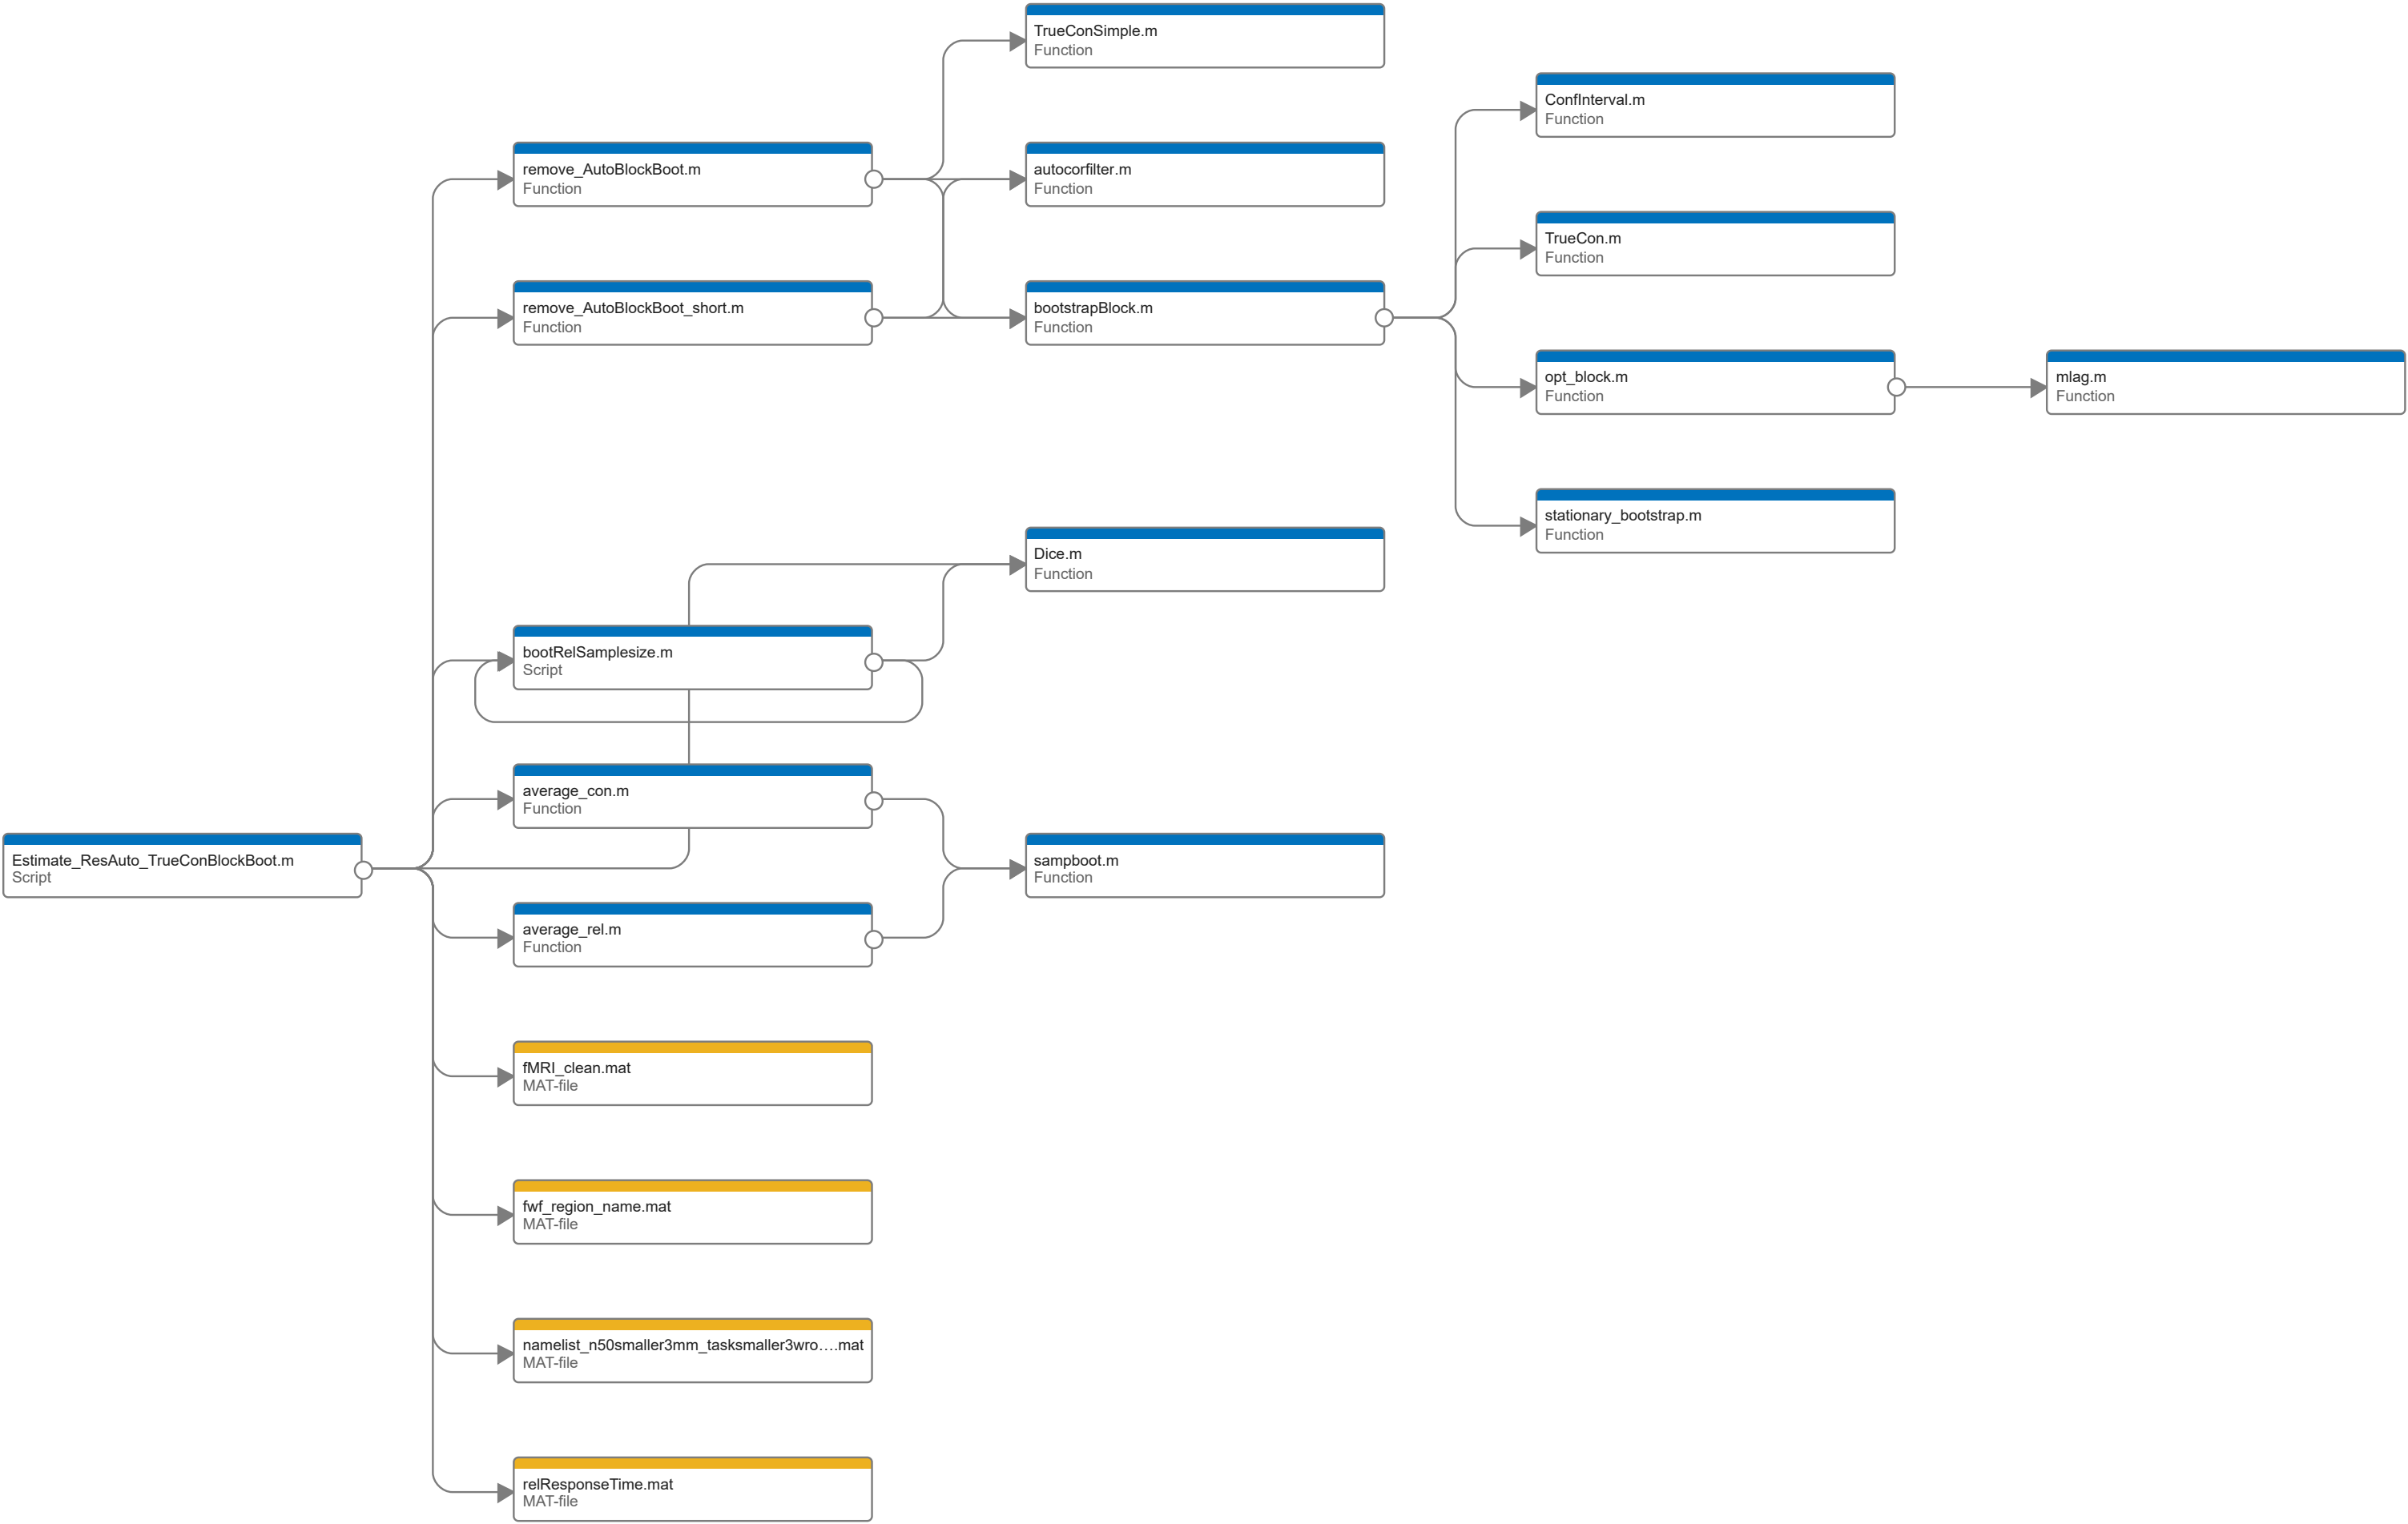 TrueConSimple.m
Function
ConfInterval.m
Function
remove_AutoBlockBoot.m
Function
autocorfilter.m
Function
TrueCon.m
Function
remove_AutoBlockBoot_short.m
Function
bootstrapBlock.m
Function
opt_block.m
Function
mlag.m
Function
stationary_bootstrap.m
Function
Dice.m
Function
bootRelSamplesize.m
Script
average_con.m
Function
Estimate_ResAuto_TrueConBlockBoot.m
Script
sampboot.m
Function
average_rel.m
Function
fMRI_clean.mat
MAT-file
fwf_region_name.mat
MAT-file
namelist_n50smaller3mm_tasksmaller3wro….mat
MAT-file
relResponseTime.mat
MAT-file